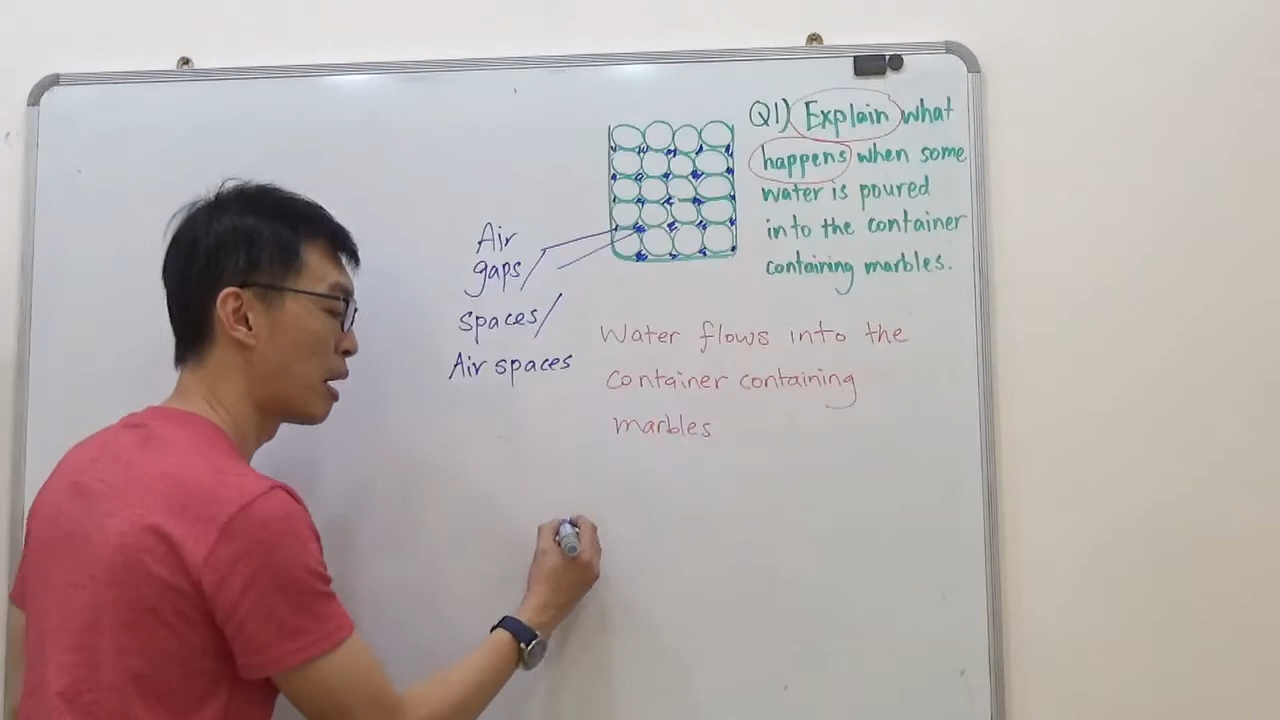 Q1) Explain what
happens when some
water is poured
into the container
containing marbles.
Air
gaps/
spaces/
Air spaces
Water flows into the
container containing
marbles